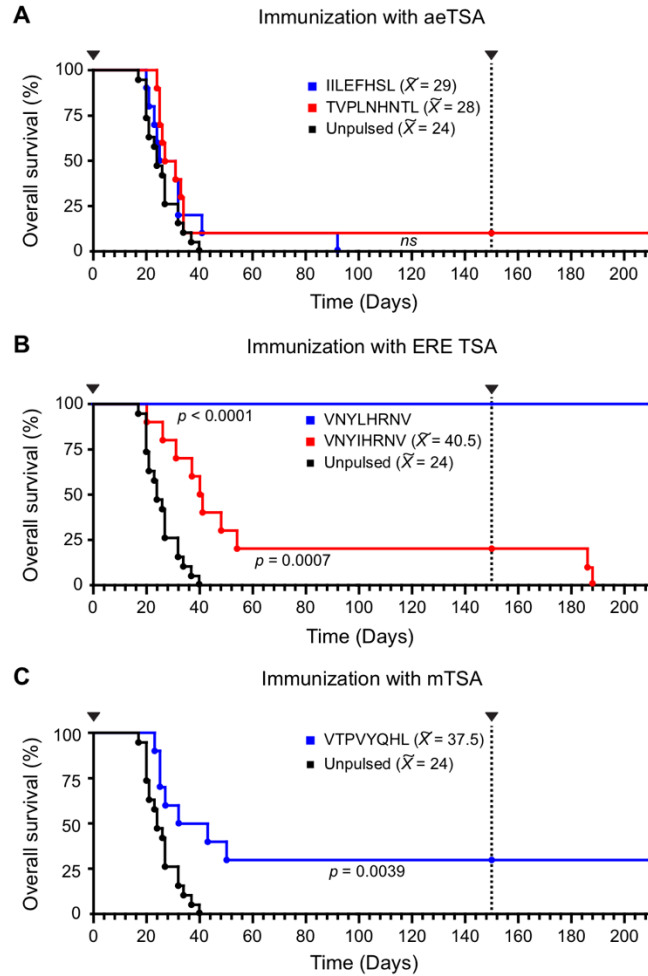 A
Immunization with aeTSA
Overall survival (%)
100
75
50
25
0
IILEFHSL (X̃ = 29)
TVPLNHNTL (X̃ = 28)
Unpulsed (X̃ = 24)
ns
0 20 40 60 80 100 120 140 160 180 200
Time (Days)
B
Immunization with ERE TSA
Overall survival (%)
100
75
50
25
0
p < 0.0001
VNYLHRNV
VNYIHRNV (X̃ = 40.5)
Unpulsed (X̃ = 24)
p = 0.0007
0 20 40 60 80 100 120 140 160 180 200
Time (Days)
C
Immunization with mTSA
Overall survival (%)
100
75
50
25
0
VTPVYQHL (X̃ = 37.5)
Unpulsed (X̃ = 24)
p = 0.0039
0 20 40 60 80 100 120 140 160 180 200
Time (Days)